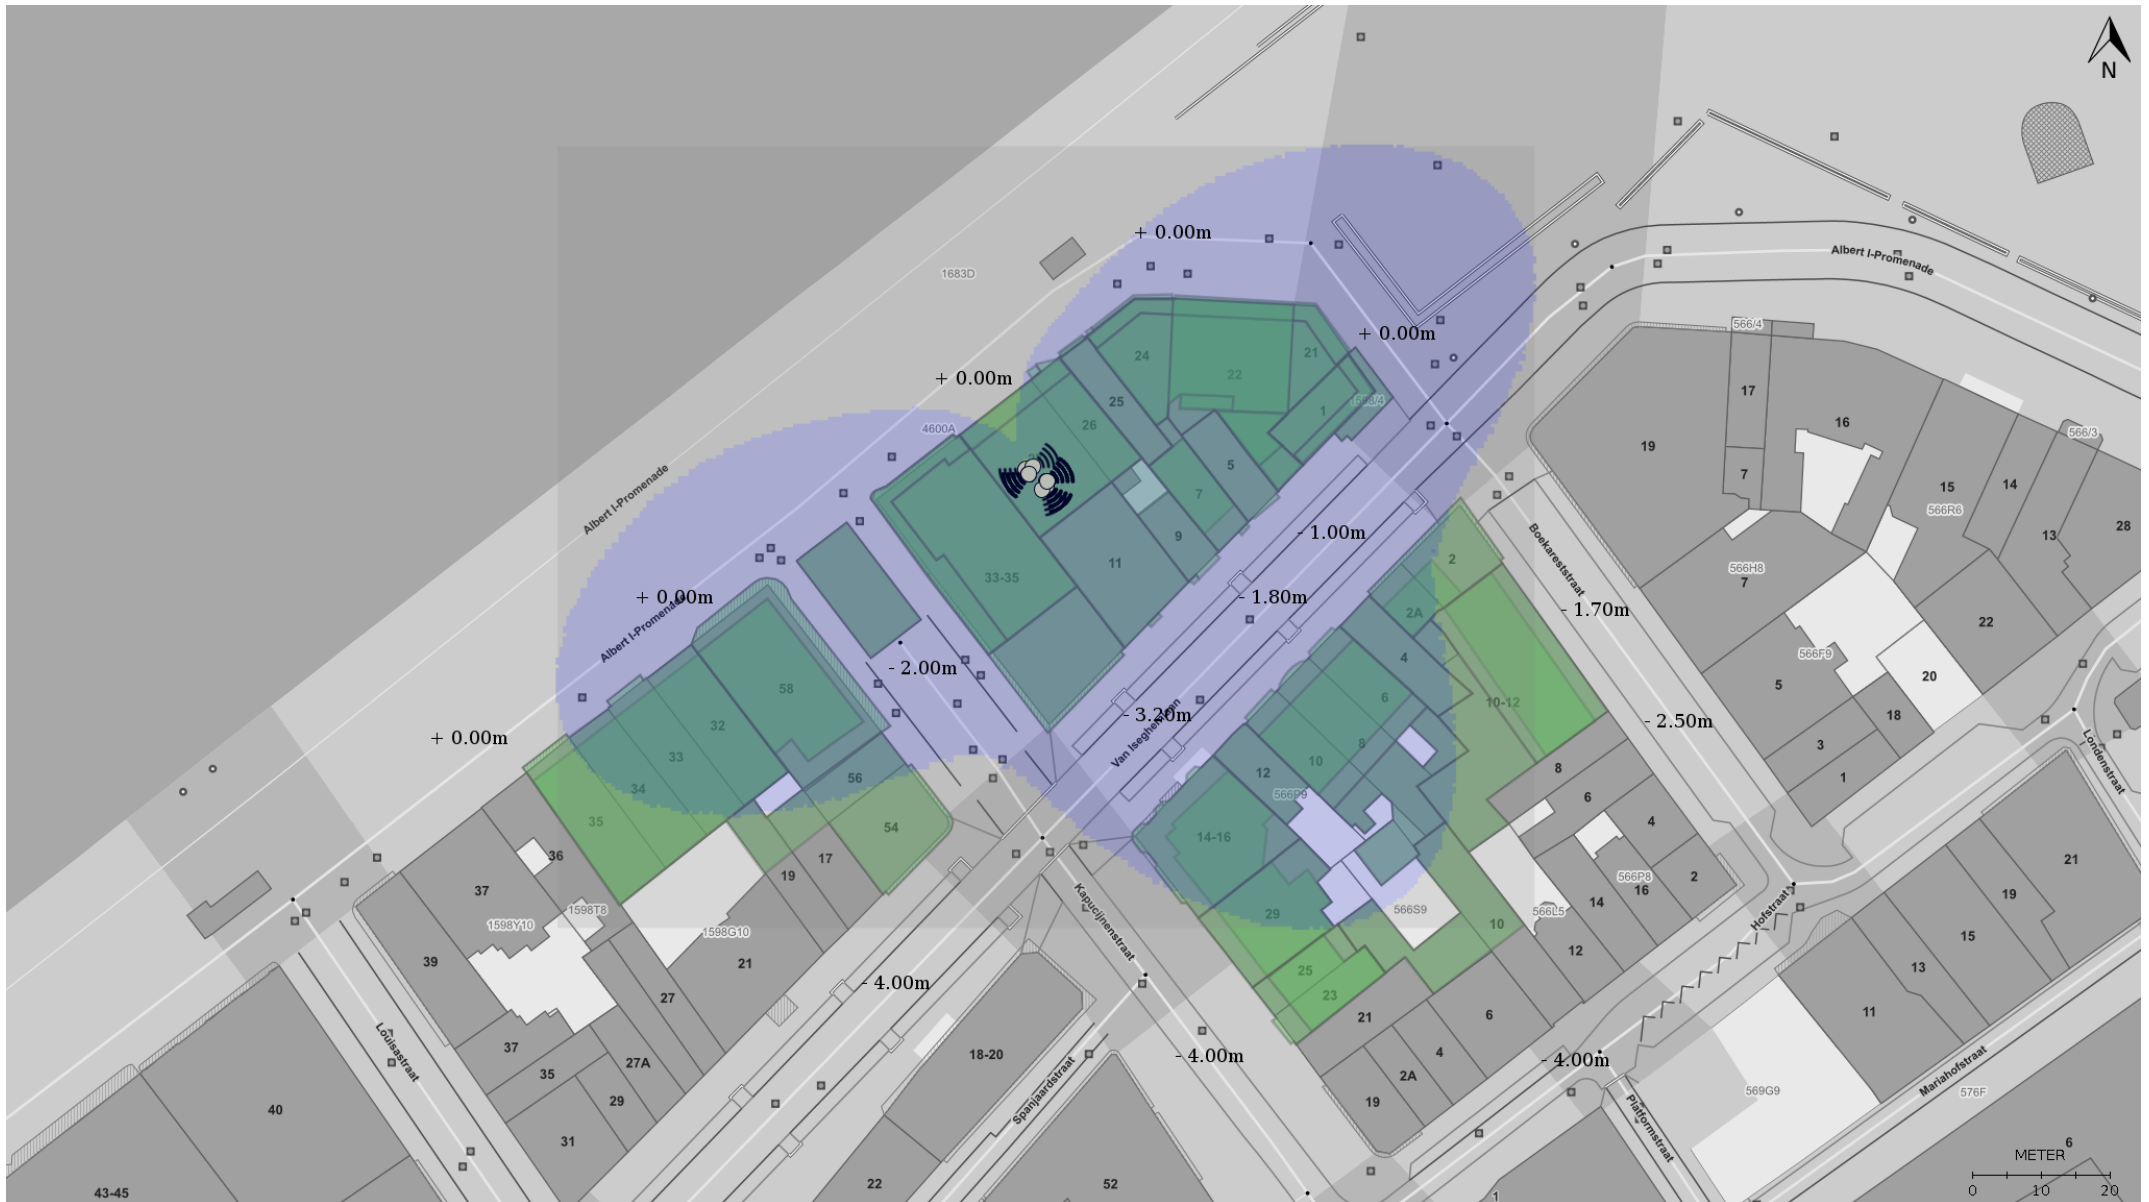 N
+ 0.00m
Albert I-Promenade
1683D
566/4
+ 0.00m
24
21
17
16
19
22
+ 0.00m
25
1
1598/4
26
4600A
566/3
5
7
15
14
566R6
28
13
Albert I-Promenade
7
- 1.00m
9
2
Boekareststraat
11
566H8
7
33-35
+ 0.00m
- 1.80m
- 1.70m
2A
22
Albert I-Promenade
4
566F9
- 2.00m
20
58
5
6
10-12
- 3.20m
- 2.50m
18
32
+ 0.00m
Van Iseghemlaan
8
3
33
10
Londenstraat
56
12
8
1
34
566P9
6
35
54
14-16
4
36
17
21
19
566P8
2
37
16
19
1598T8
566S9
566L5
14
29
10
Hofstraat
1598Y10
1598G10
Kapucijnenstraat
12
15
39
21
25
13
- 4.00m
27
23
6
11
21
Louisastraat
37
18-20
4
- 4.00m
- 4.00m
27A
35
2A
Mariahofstraat
569G9
576F
Spanjaardstraat
29
19
40
Platformstraat
31
6
METER
22
52
43-45
1
0 10 20